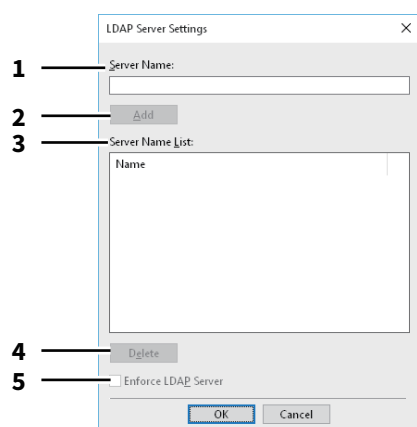 LDAP Server Settings
1 Server Name:
2 Add
3 Server Name List:
Name
4 Delete
5 Enforce LDAP Server
OK Cancel